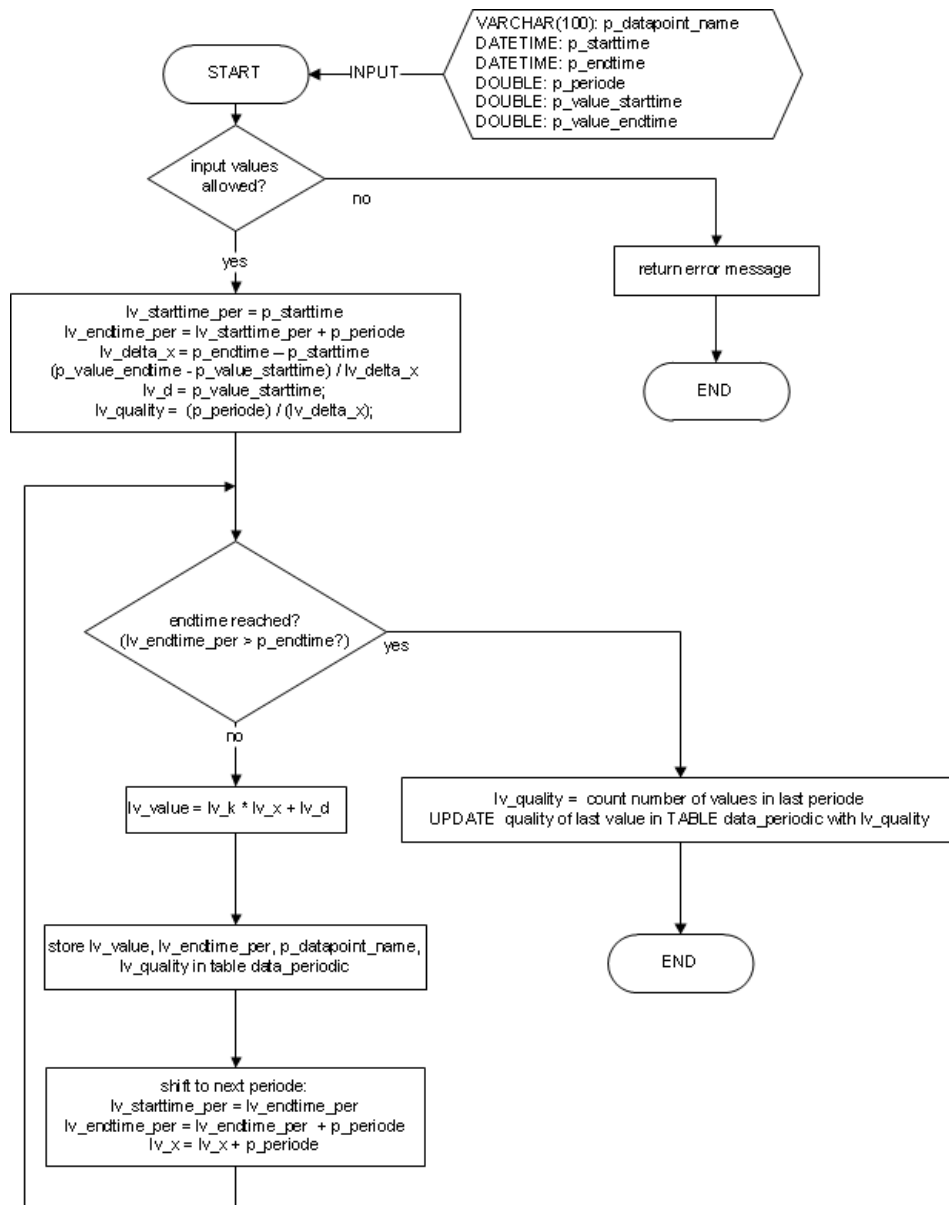 VARCHAR(100): p_datapoint_name
DATETIME: p_starttime
DATETIME: p_endtime
DOUBLE: p_periode
DOUBLE: p_value_starttime
DOUBLE: p_value_endtime
START
INPUT
input values
allowed?
no
yes
return error message
END
lv_starttime_per = p_starttime
lv_endtime_per = lv_starttime_per + p_periode
lv_delta_x = p_endtime – p_starttime
(p_value_endtime - p_value_starttime) / lv_delta_x
lv_d = p_value_starttime;
lv_quality = (p_periode) / (lv_delta_x);
endtime reached?
(lv_endtime_per > p_endtime?)
yes
no
lv_value = lv_k * lv_x + lv_d
lv_quality = count number of values in last periode
UPDATE quality of last value in TABLE data_periodic with lv_quality
store lv_value, lv_endtime_per, p_datapoint_name,
lv_quality in table data_periodic
END
shift to next periode:
lv_starttime_per = lv_endtime_per
lv_endtime_per = lv_endtime_per + p_periode
lv_x = lv_x + p_periode